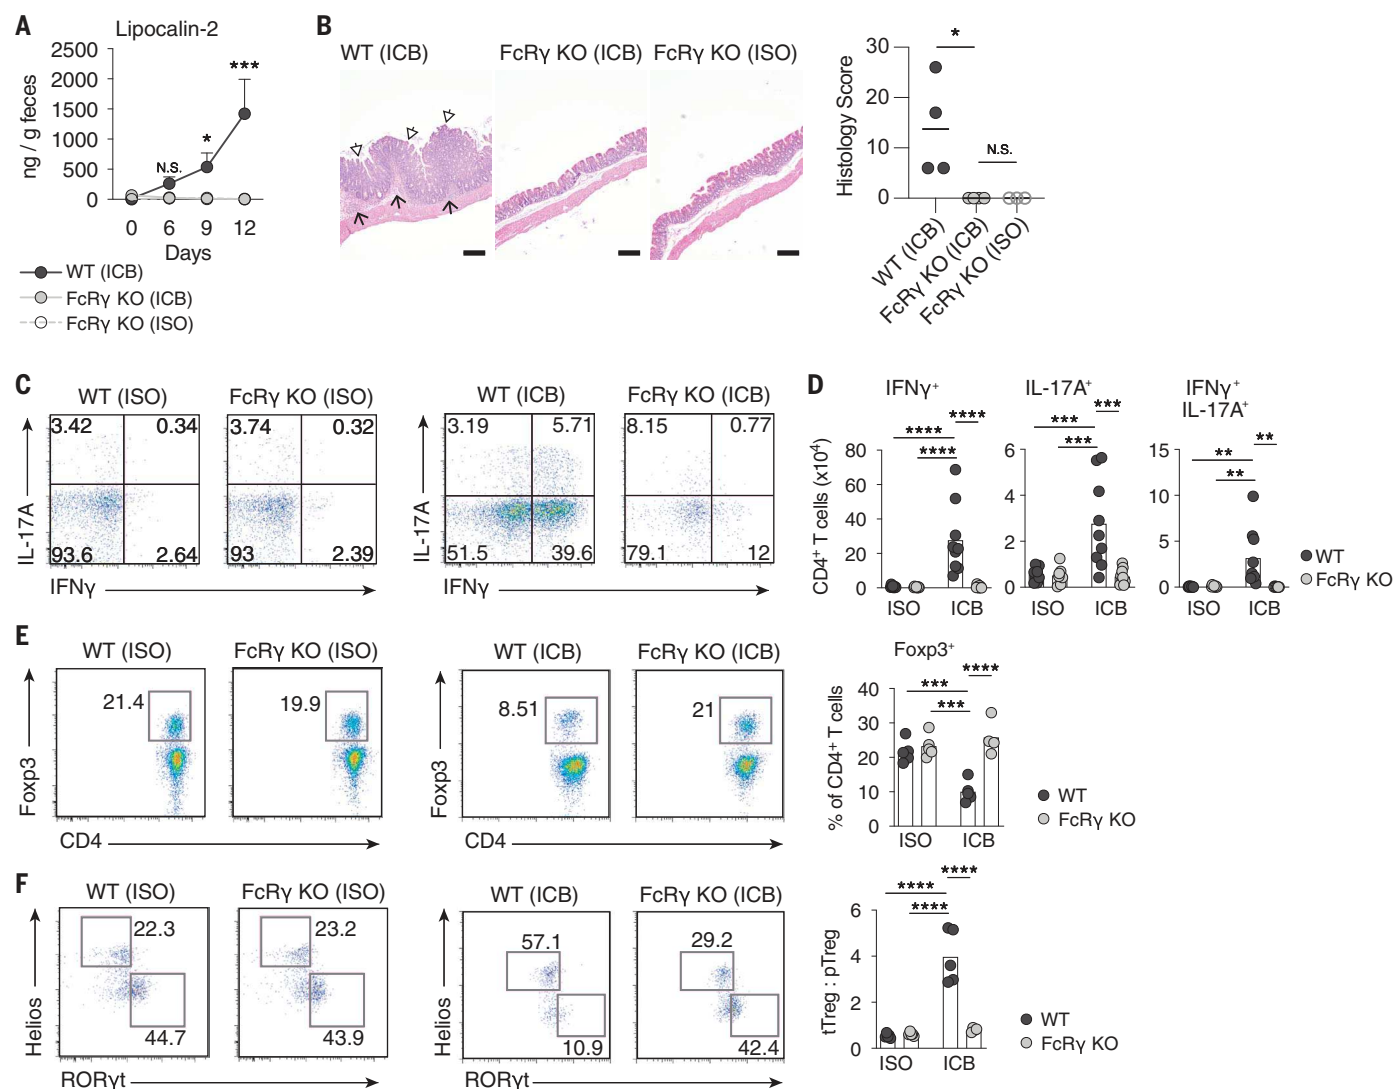 A
Lipocalin-2
ng / g feces
2500
2000
1500
1000
500
0
N.S.
*
***
0 6 9 12
Days
WT (ICB)
FcRγ KO (ICB)
FcRγ KO (ISO)
B
WT (ICB)
FcRγ KO (ICB)
FcRγ KO (ISO)
Histology Score
30
20
10
0
*
N.S.
WT (ICB)
FcRγ KO (ICB)
FcRγ KO (ISO)
C
WT (ISO)
3.42 0.34
93.6 2.64
FcRγ KO (ISO)
3.74 0.32
93 2.39
IL-17A
IFNγ
WT (ICB)
3.19 5.71
51.5 39.6
FcRγ KO (ICB)
8.15 0.77
79.1 12
IL-17A
IFNγ
D
IFNγ+
CD4+ T cells (x10⁴)
80
60
40
20
0
****
****
****
ISO ICB
IL-17A+
6
4
2
0
***
***
***
ISO ICB
IFNγ+
IL-17A+
15
10
5
0
**
**
**
ISO ICB
WT
FcRγ KO
E
WT (ISO)
21.4
FcRγ KO (ISO)
19.9
Foxp3
CD4
WT (ICB)
8.51
FcRγ KO (ICB)
21
Foxp3
CD4
Foxp3+
% of CD4+ T cells
40
30
20
10
0
****
***
***
ISO ICB
WT
FcRγ KO
F
WT (ISO)
22.3
44.7
FcRγ KO (ISO)
23.2
43.9
Helios
RORγt
WT (ICB)
57.1
10.9
FcRγ KO (ICB)
29.2
42.4
Helios
RORγt
tTreg : pTreg
6
4
2
0
****
****
****
ISO ICB
WT
FcRγ KO